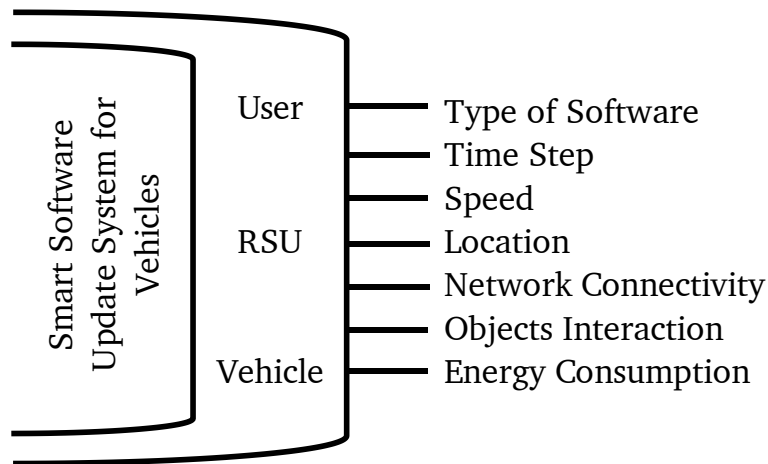 Smart Software
Update System for
Vehicles
User
RSU
Vehicle
Type of Software
Time Step
Speed
Location
Network Connectivity
Objects Interaction
Energy Consumption